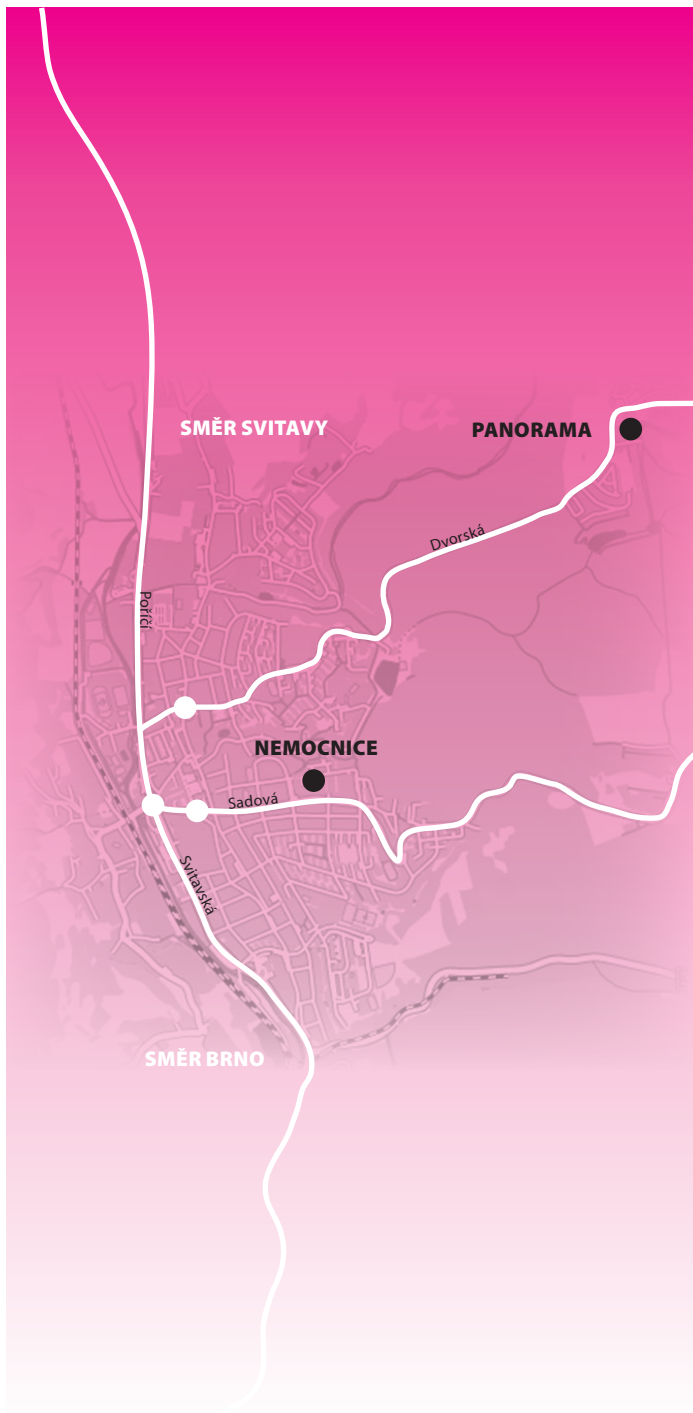 SMĚR SVITAVY
PANORAMA
Dvorská
Poříčí
NEMOCNICE
Sadová
Svitavská
SMĚR BRNO